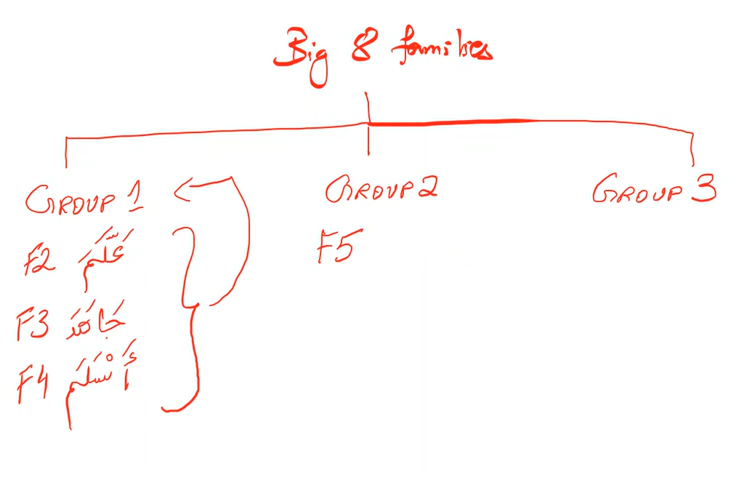 Big 8 families
GROUP 1
GROUP 2
GROUP 3
F2 عَلَّمَ
F5
F3 جَاهَدَ
F4 أَسْلَمَ